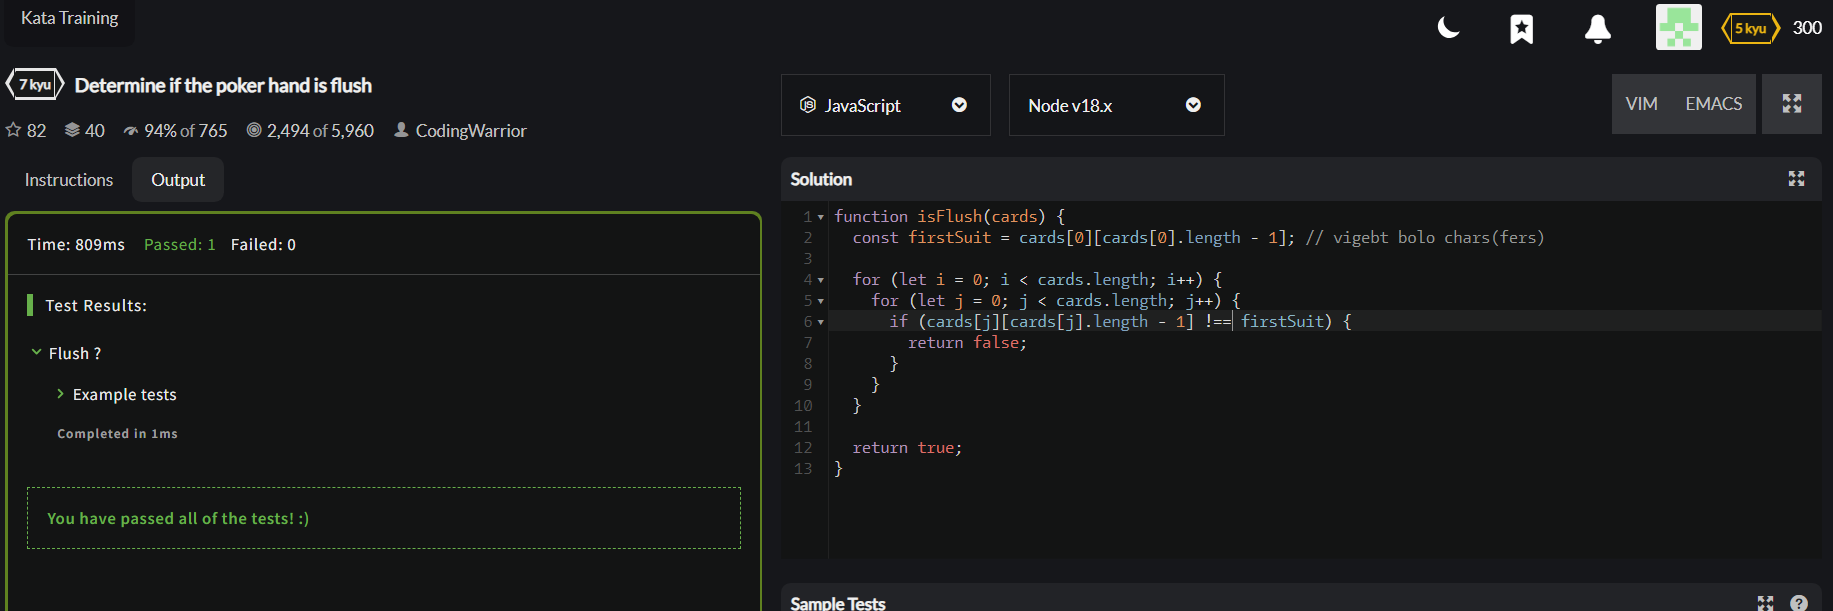 Kata Training
5 kyu 300
7 kyu Determine if the poker hand is flush
82 40 94% of 765 2,494 of 5,960 CodingWarrior
JavaScript Node v18.x VIM EMACS
Instructions Output
Time: 809ms Passed: 1 Failed: 0
Test Results:
Flush ?
Example tests
Completed in 1ms
You have passed all of the tests! :)
Solution
1 function isFlush(cards) {
2   const firstSuit = cards[0][cards[0].length - 1]; // vigebt bolo chars(fers)
3
4   for (let i = 0; i < cards.length; i++) {
5     for (let j = 0; j < cards.length; j++) {
6       if (cards[j][cards[j].length - 1] !== firstSuit) {
7         return false;
8       }
9     }
10   }
11
12   return true;
13 }
Sample Tests